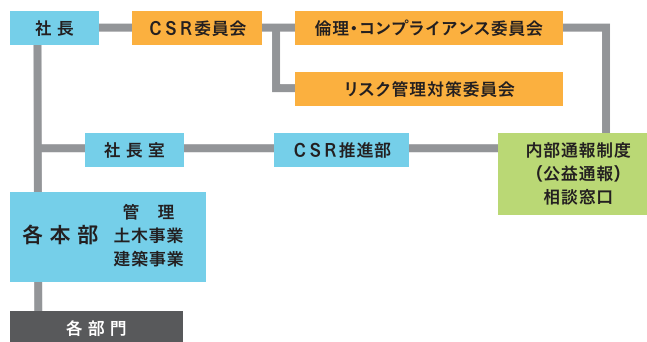 社長
CSR委員会
倫理・コンプライアンス委員会
リスク管理対策委員会
社長室
CSR推進部
内部通報制度
（公益通報）
相談窓口
各本部
管　理
土木事業
建築事業
各部門